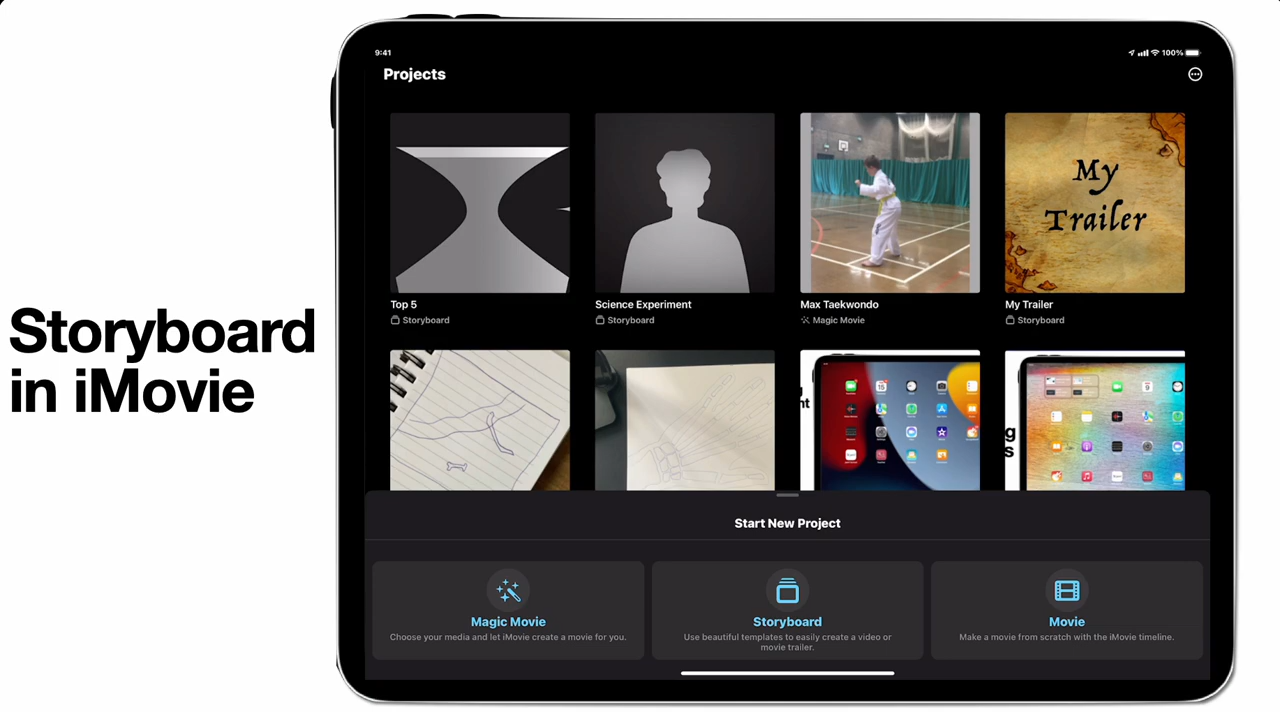 Storyboard
in iMovie
9:41
100%
Projects
My
Trailer
Top 5
Storyboard
Science Experiment
Storyboard
Max Taekwondo
Magic Movie
My Trailer
Storyboard
Start New Project
Magic Movie
Choose your media and let iMovie create a movie for you.
Storyboard
Use beautiful templates to easily create a video or
movie trailer.
Movie
Make a movie from scratch with the iMovie timeline.